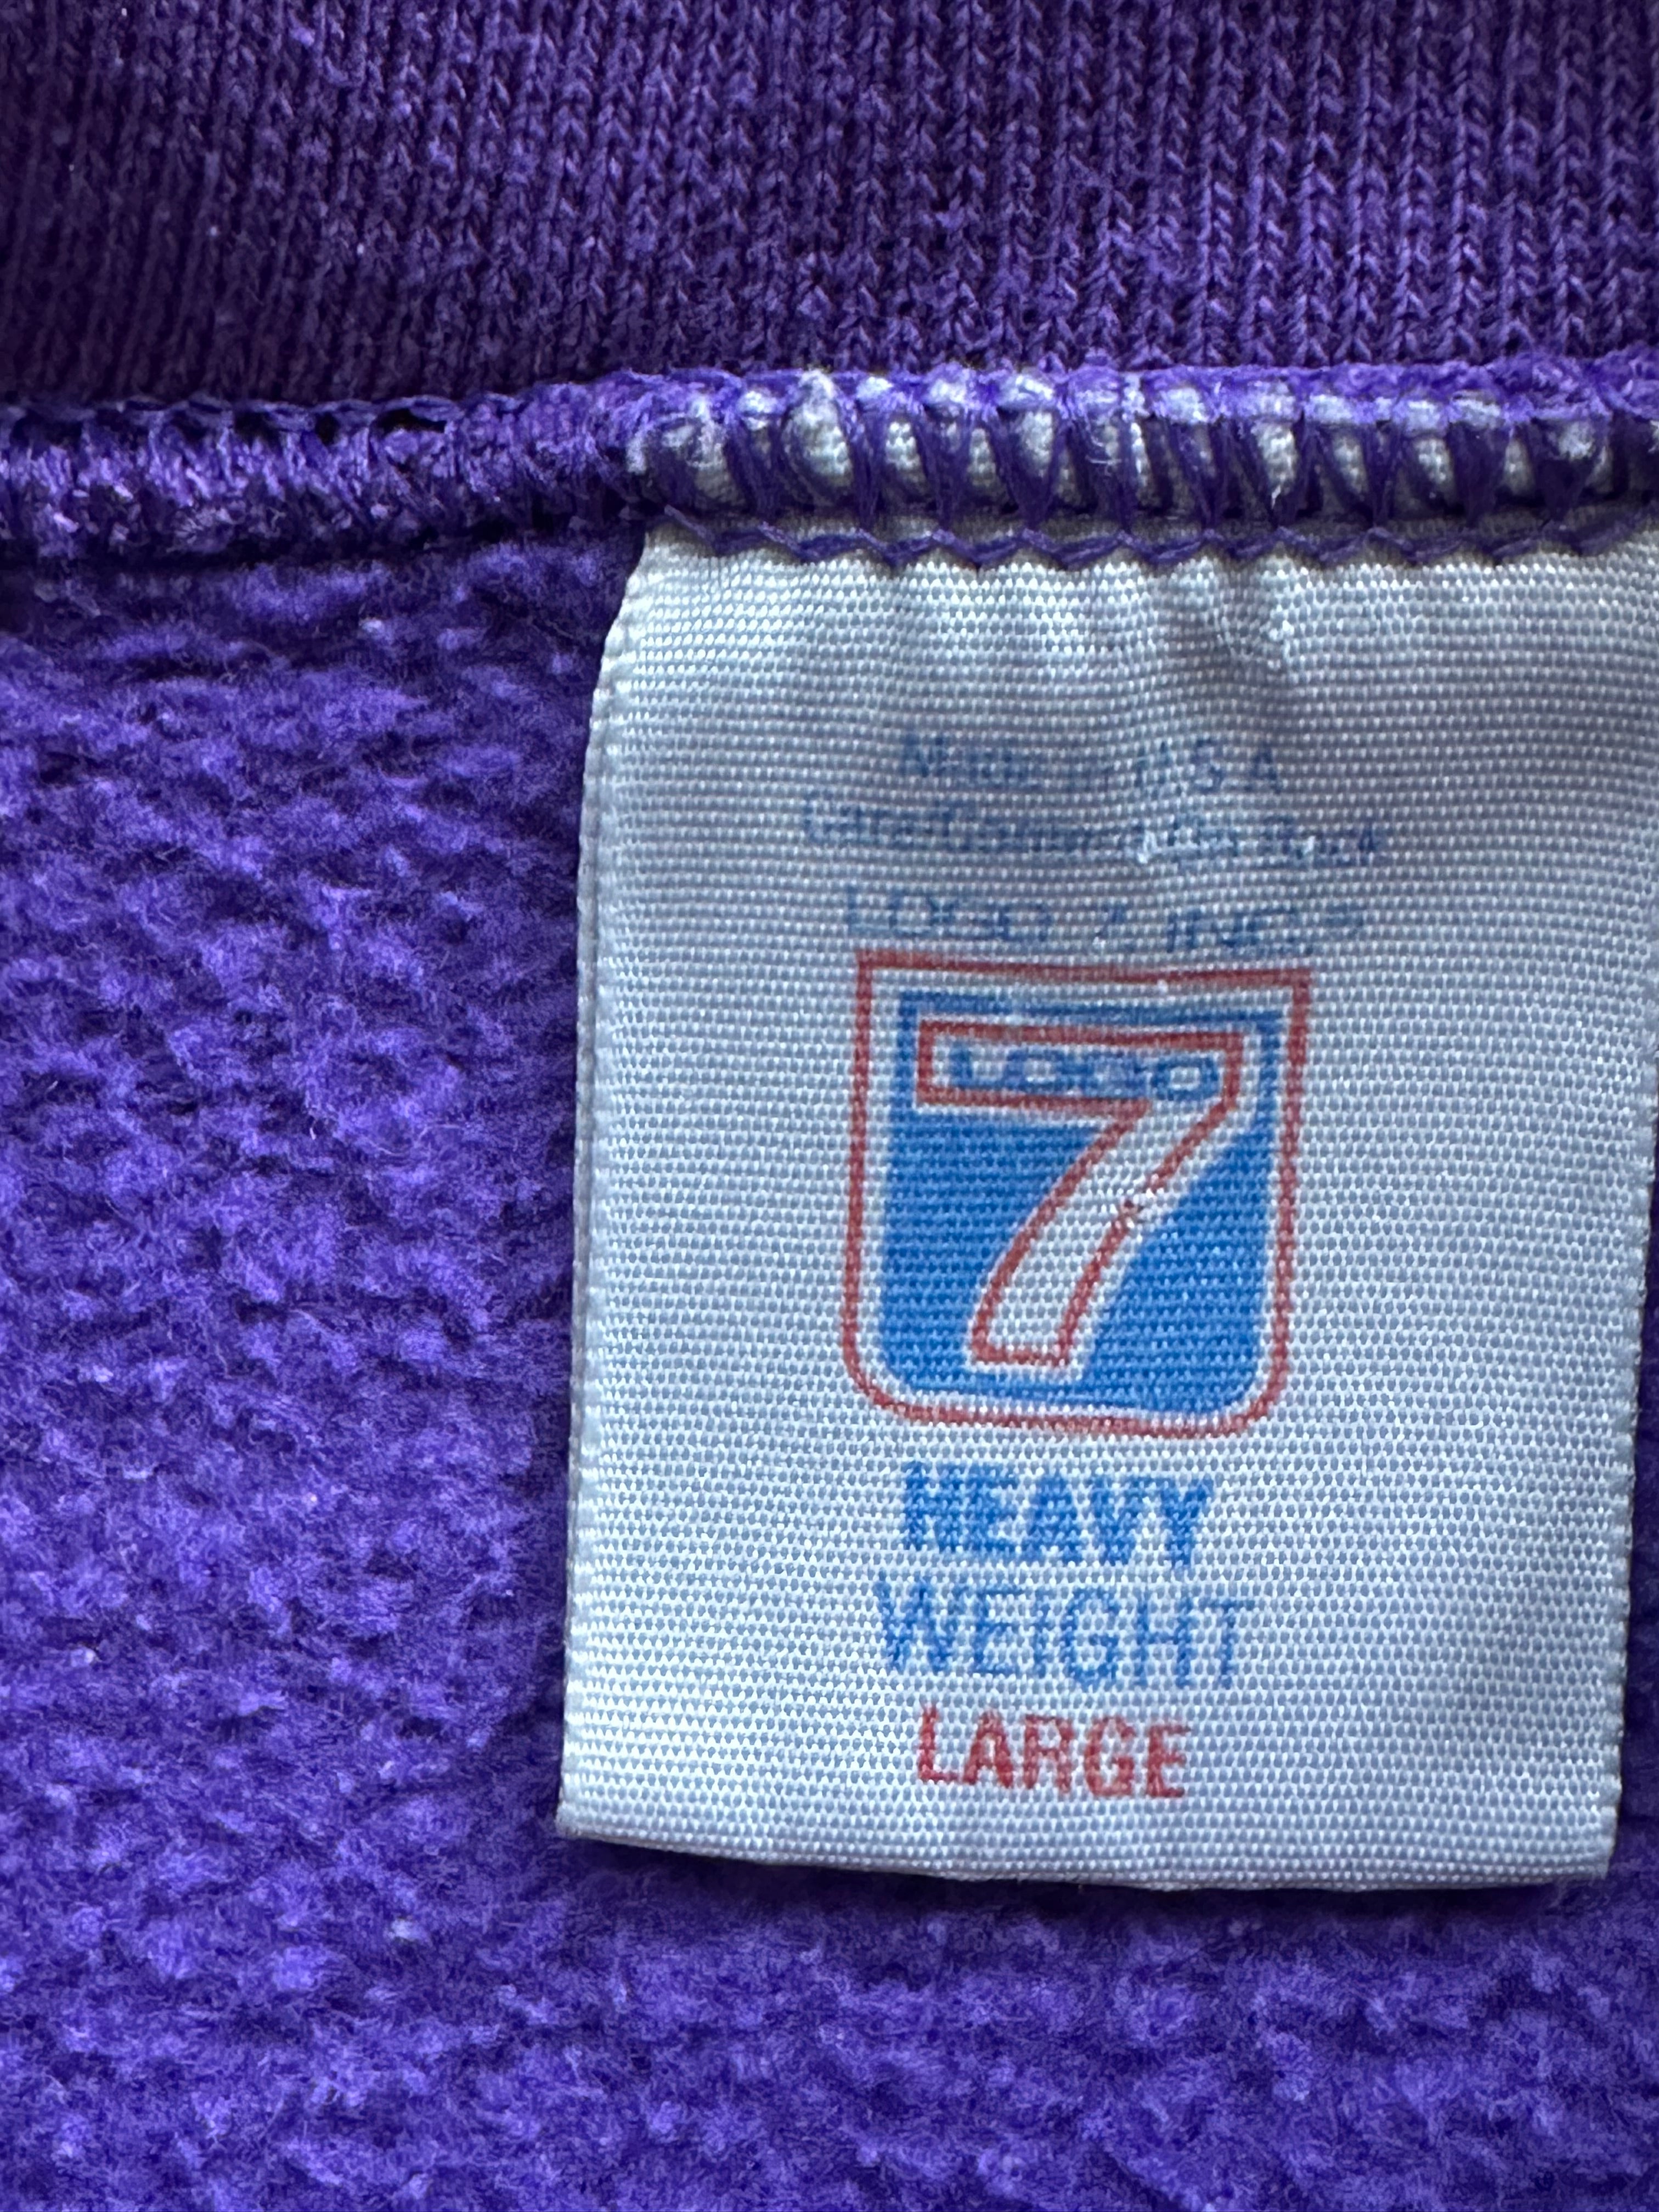 Made in U.S.A.
LOGO 7, INC.
LOGO
7
HEAVY
WEIGHT
LARGE